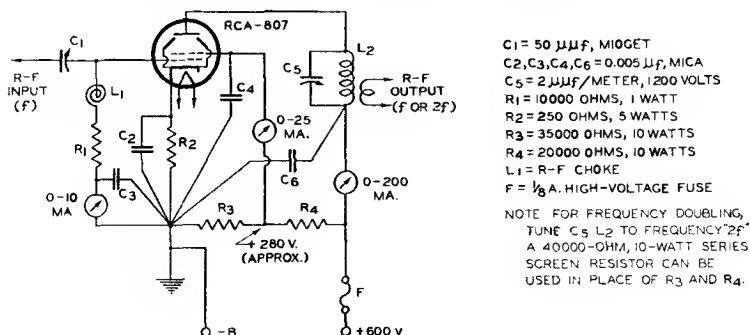 RCA-807
C1
R-F
INPUT
(f)
L1
R1
C2
R2
C4
C3
0-10
MA
0-25
MA.
C5
L2
R-F
OUTPUT
(f OR 2f)
C6
0-200
MA.
R3
R4
+280 V.
(APPROX.)
F
-B
+600 V
C1 = 50 μμf, MIDGET
C2,C3,C4,C6 = 0.005 μf, MICA
C5 = 2 μμf/METER, 1200 VOLTS
R1 = 10000 OHMS, 1 WATT
R2 = 250 OHMS, 5 WATTS
R3 = 35000 OHMS, 10 WATTS
R4 = 20000 OHMS, 10 WATTS
L1 = R-F CHOKE
F = 1/8 A. HIGH-VOLTAGE FUSE
NOTE FOR FREQUENCY DOUBLING,
TUNE C5 L2 TO FREQUENCY "2f"
A 40000-OHM, 10-WATT SERIES
SCREEN RESISTOR CAN BE
USED IN PLACE OF R3 AND R4.